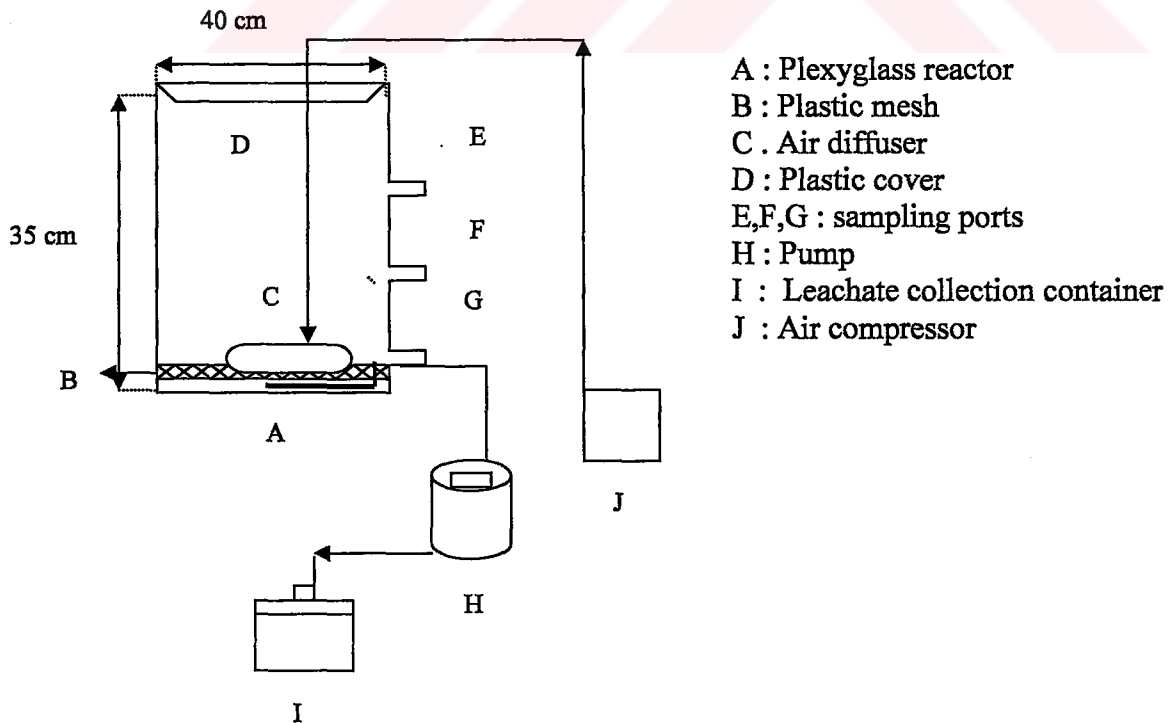 40 cm
A : Plexyglass reactor
B : Plastic mesh
C . Air diffuser
D : Plastic cover
E,F,G : sampling ports
H : Pump
I : Leachate collection container
J : Air compressor
D
E
35 cm
F
C
G
B
A
J
H
I